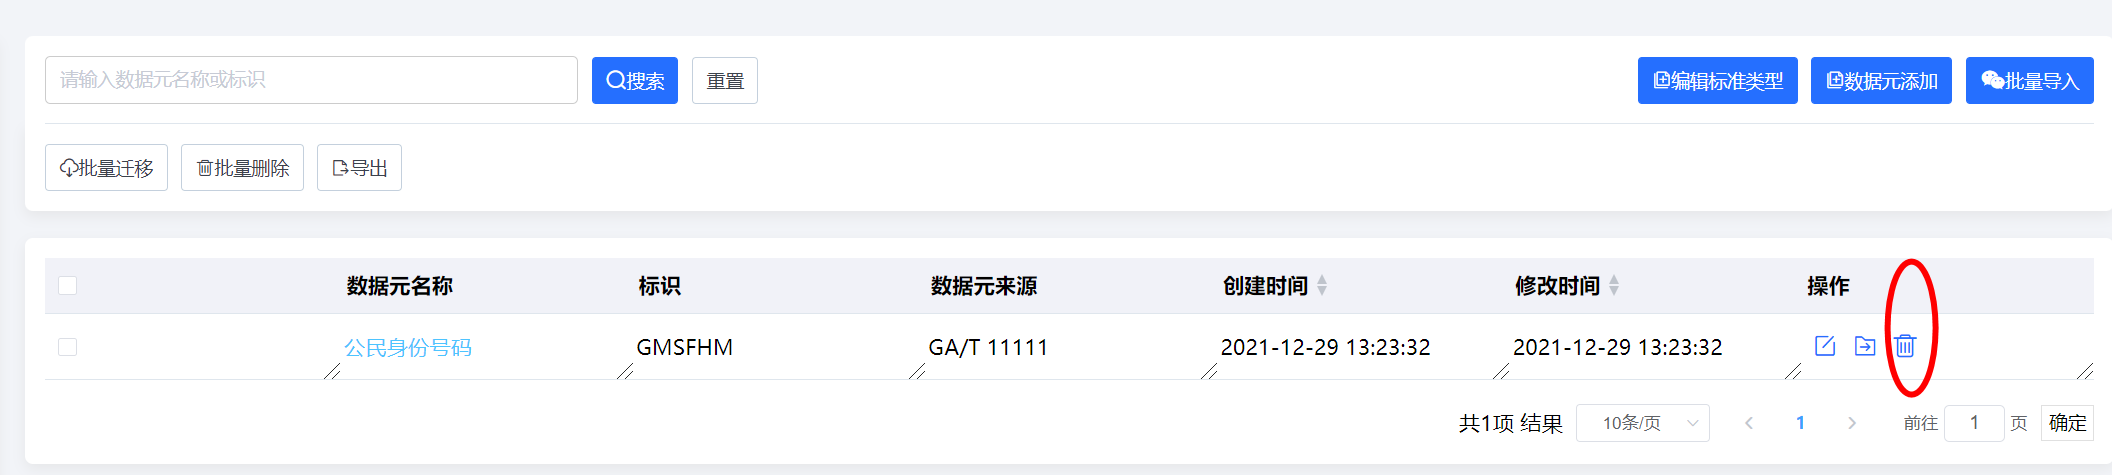 请输入数据元名称或标识 搜索 重置 编辑标准类型 数据元添加 批量导入
批量迁移 批量删除 导出
数据元名称 标识 数据元来源 创建时间 修改时间 操作
公民身份号码 GMSFHM GA/T 11111 2021-12-29 13:23:32 2021-12-29 13:23:32
共1项 结果 10条/页 1 前往 1 页 确定